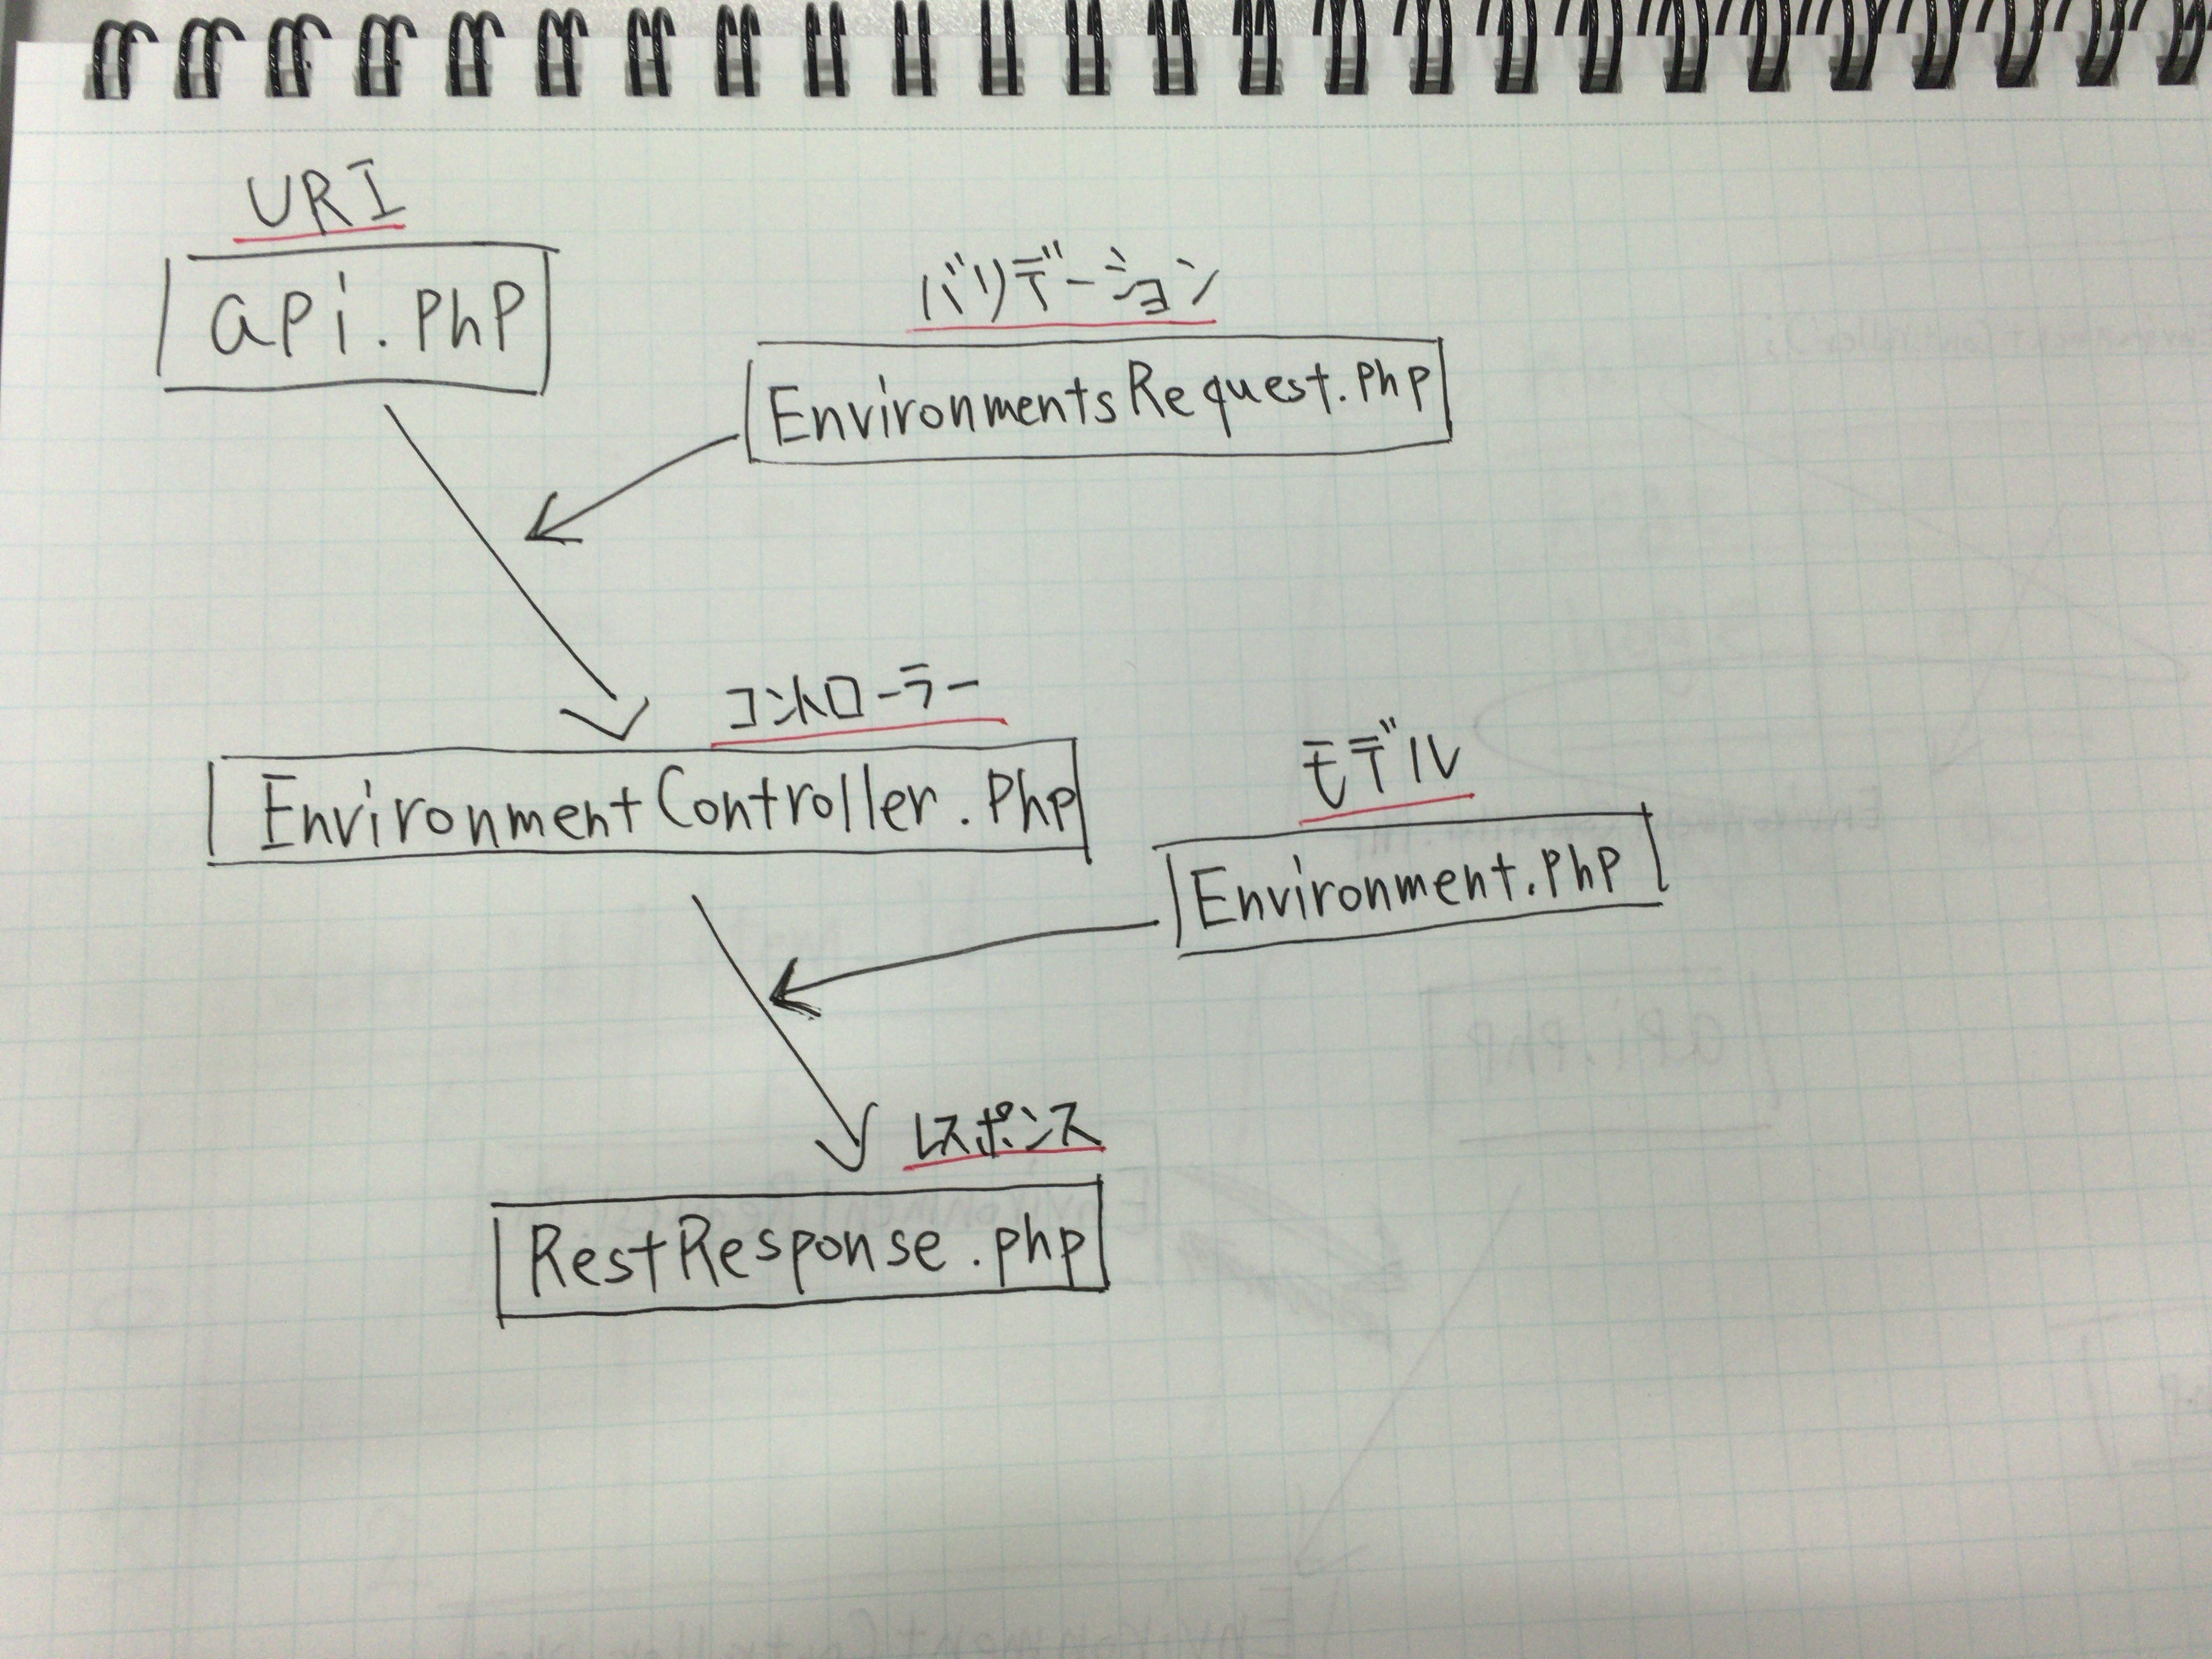 URI
api.php
バリデーション
EnvironmentsRequest.php
コントローラー
EnvironmentController.php
モデル
Environment.php
レスポンス
RestResponse.php